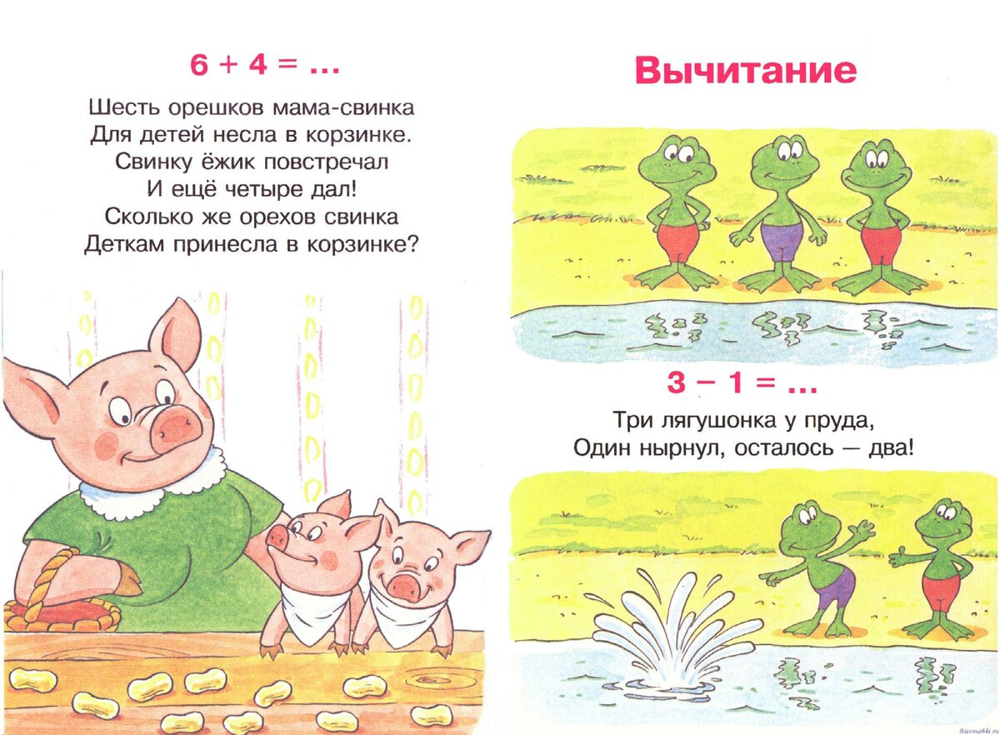 6 + 4 = ...
Шесть орешков мама-свинка
Для детей несла в корзинке.
Свинку ёжик повстречал
И ещё четыре дал!
Сколько же орехов свинка
Деткам принесла в корзинке?
Вычитание
3 – 1 = ...
Три лягушонка у пруда,
Один нырнул, осталось — два!
Risovashki.ru